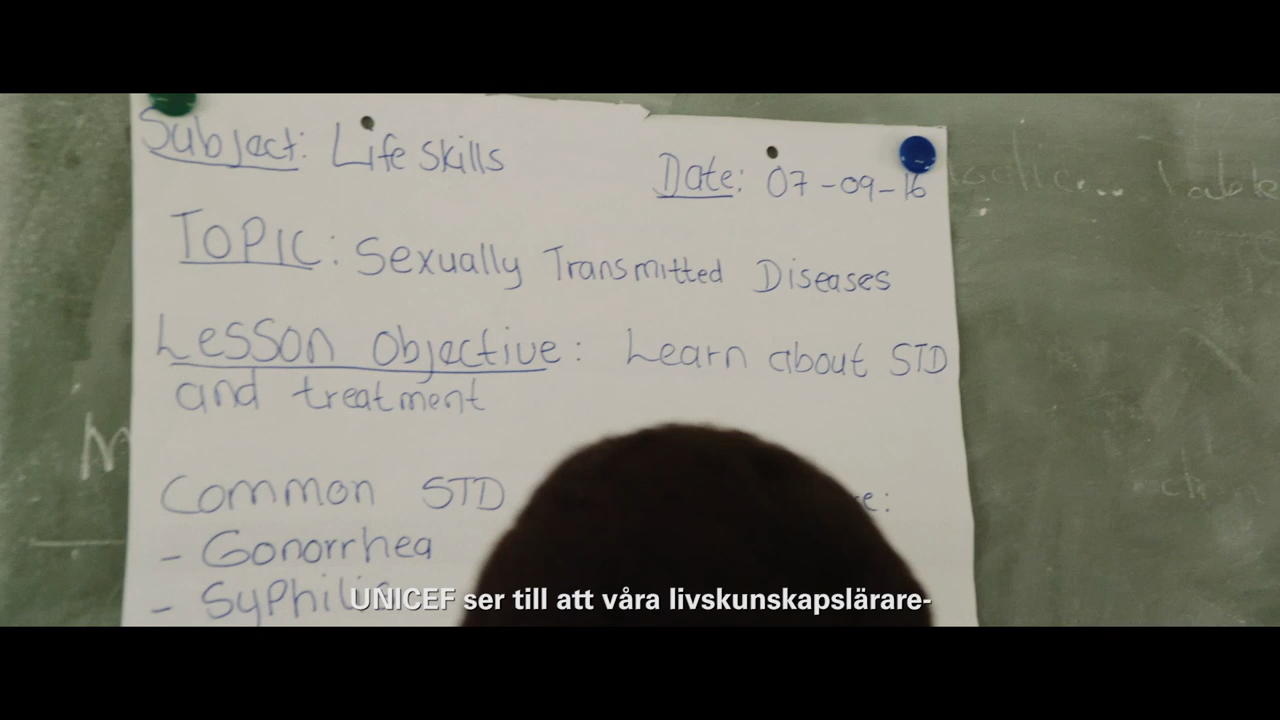 Subject: Life Skills
Date: 07-09-16
TOPIC: Sexually Transmitted Diseases
Lesson Objective: Learn about STD
and treatment
Common STD
- Gonorrhea
- Syphilis
UNICEF ser till att våra livskunskapslärare-